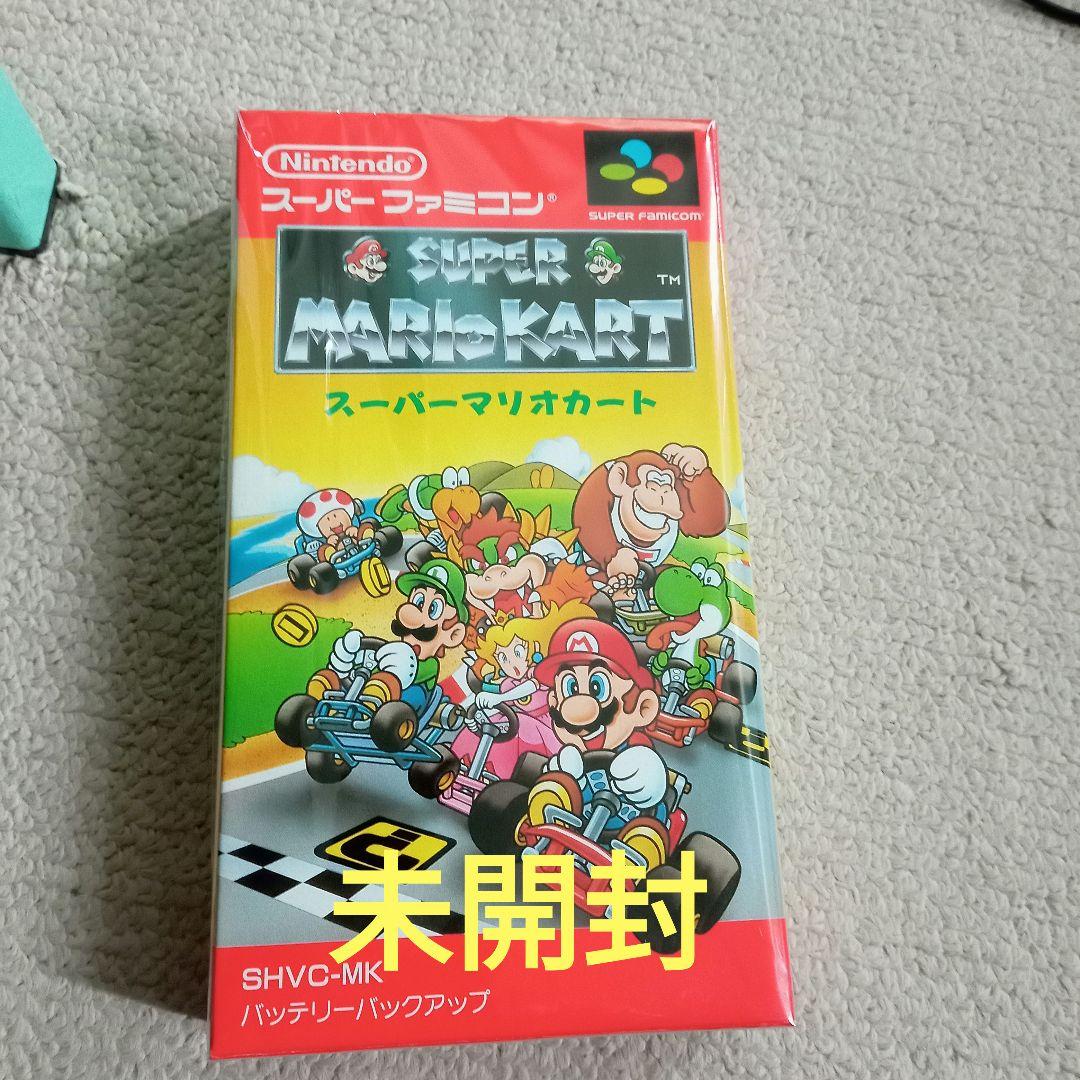 Nintendo®
スーパーファミコン®
SUPER FAMICOM
SUPER
MARIO KART
TM
スーパーマリオカート
未開封
SHVC-MK
バッテリーバックアップ